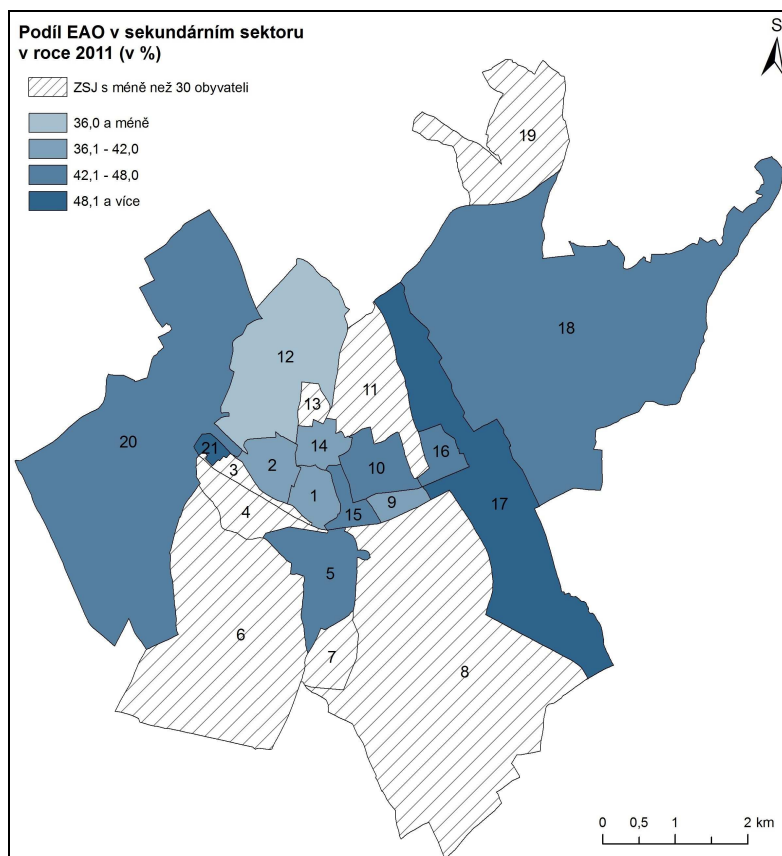 Podíl EAO v sekundárním sektoru
v roce 2011 (v %)
S
ZSJ s méně než 30 obyvateli
36,0 a méně
36,1 - 42,0
42,1 - 48,0
48,1 a více
19
18
12
11
13
20
14
21
2
10
16
3
1
9
17
4
15
5
6
7
8
0 0,5 1 2 km